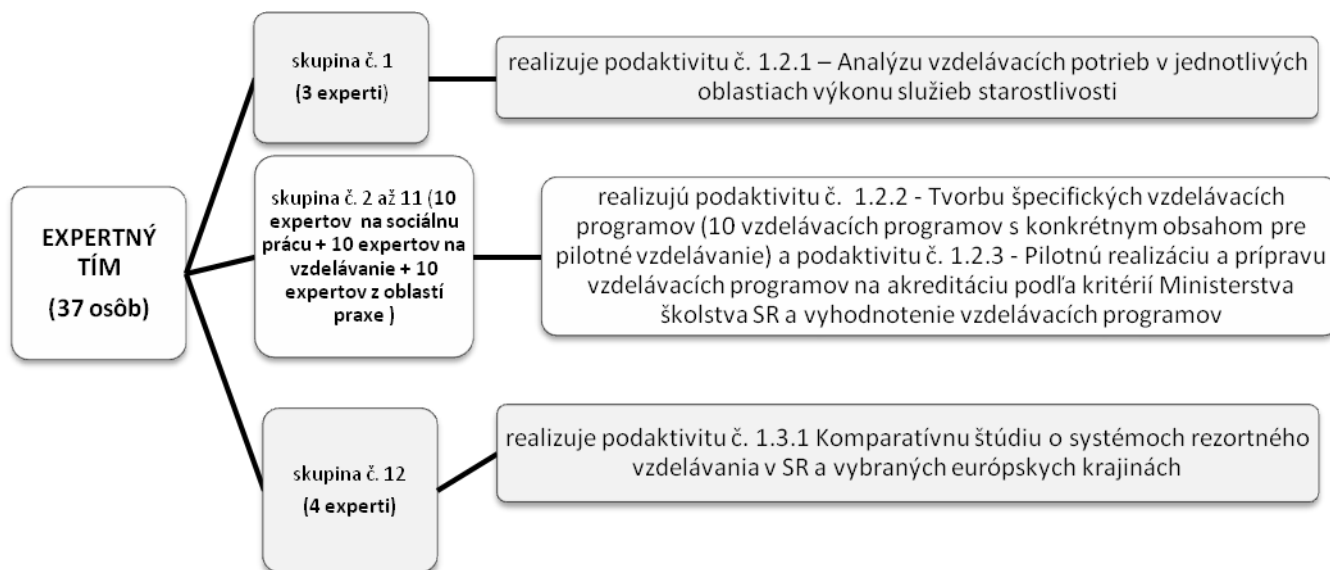 EXPERTNÝ
TÍM
(37 osôb)
skupina č. 1
(3 experti)
realizuje podaktivitu č. 1.2.1 – Analýzu vzdelávacích potrieb v jednotlivých
oblastiach výkonu služieb starostlivosti
skupina č. 2 až 11 (10
expertov na sociálnu
prácu + 10 expertov na
vzdelávanie + 10
expertov z oblastí
praxe )
realizujú podaktivitu č. 1.2.2 - Tvorbu špecifických vzdelávacích
programov (10 vzdelávacích programov s konkrétnym obsahom pre
pilotné vzdelávanie) a podaktivitu č. 1.2.3 - Pilotnú realizáciu a prípravu
vzdelávacích programov na akreditáciu podľa kritérií Ministerstva
školstva SR a vyhodnotenie vzdelávacích programov
skupina č. 12
(4 experti)
realizuje podaktivitu č. 1.3.1 Komparatívnu štúdiu o systémoch rezortného
vzdelávania v SR a vybraných európskych krajinách